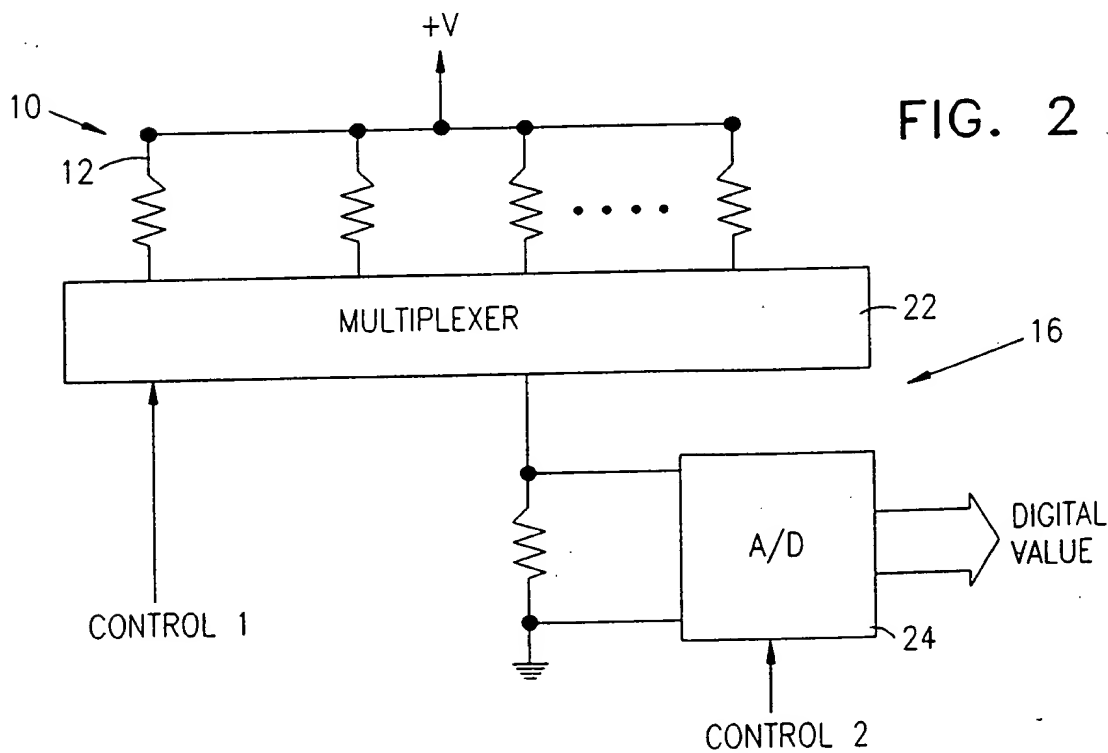 +V
10
FIG. 2
12
MULTIPLEXER
22
16
A/D
DIGITAL
VALUE
CONTROL 1
24
CONTROL 2